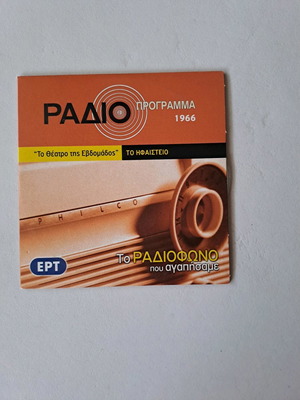 ΡΑΔΙΟ
ΠΡΟΓΡΑΜΜΑ
1966
"Το Θέατρο της Εβδομάδος" ΤΟ ΗΦΑΙΣΤΕΙΟ
PHILCO
ΕΡΤ
Το ΡΑΔΙΟΦΩΝΟ
που αγαπήσαμε